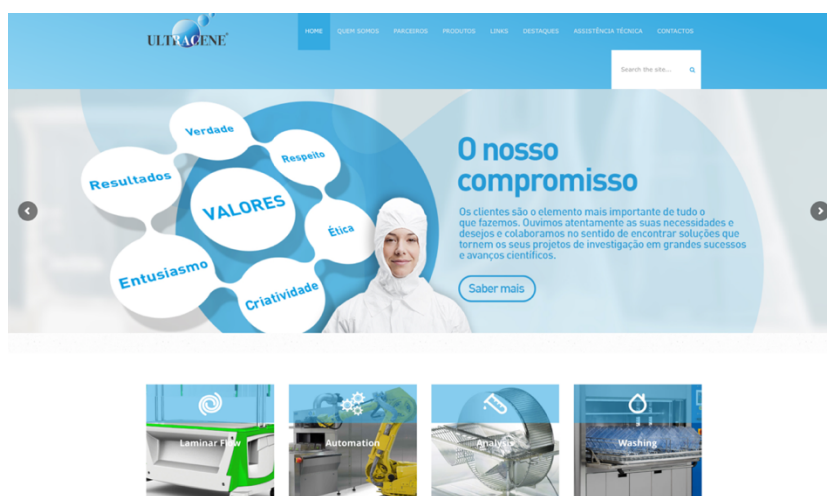 ULTRAGENE
HOME QUEM SOMOS PARCEIROS PRODUTOS LINKS DESTAQUES ASSISTÊNCIA TÉCNICA CONTACTOS
Search the site...
Verdade
Respeito
Resultados
VALORES
Ética
Entusiasmo
Criatividade
O nosso
compromisso
Os clientes são o elemento mais importante de tudo o
que fazemos. Ouvimos atentamente as suas necessidades e
desejos e colaboramos no sentido de encontrar soluções que
tornem os seus projetos de investigação em grandes sucessos
e avanços científicos.
Saber mais
Laminar Flow
Automation
Analysis
Washing